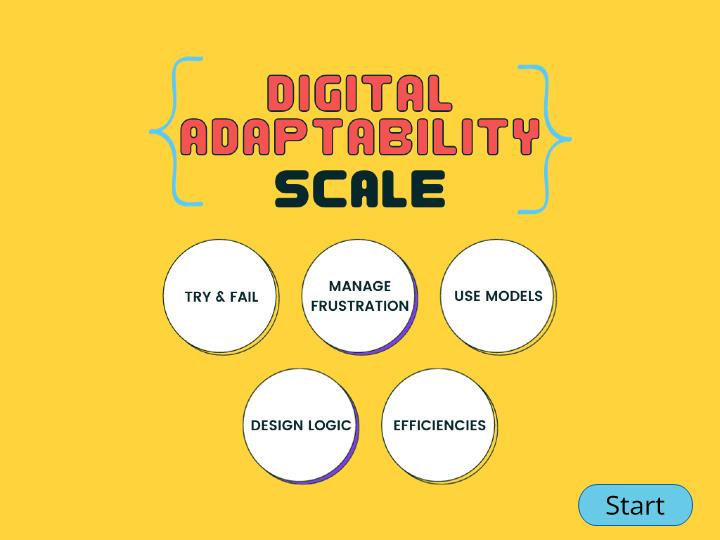 DIGITAL
ADAPTABILITY
SCALE
TRY & FAIL
MANAGE
FRUSTRATION
USE MODELS
DESIGN LOGIC
EFFICIENCIES
Start